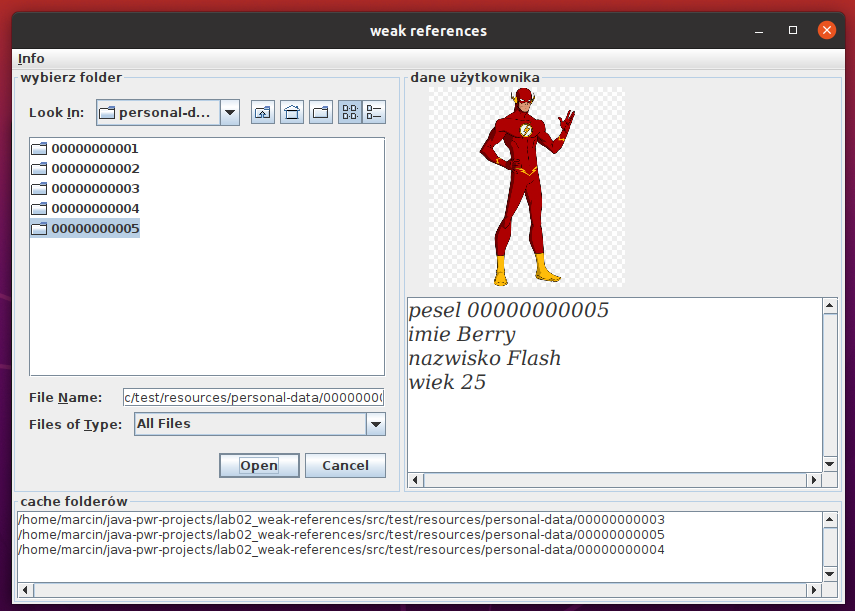 weak references
Info
wybierz folder
Look In:
personal-d...
00000000001
00000000002
00000000003
00000000004
00000000005
File Name:
c/test/resources/personal-data/00000000
Files of Type:
All Files
Open
Cancel
dane użytkownika
pesel 00000000005
imie Berry
nazwisko Flash
wiek 25
cache folderów
/home/marcin/java-pwr-projects/lab02_weak-references/src/test/resources/personal-data/00000000003
/home/marcin/java-pwr-projects/lab02_weak-references/src/test/resources/personal-data/00000000005
/home/marcin/java-pwr-projects/lab02_weak-references/src/test/resources/personal-data/00000000004